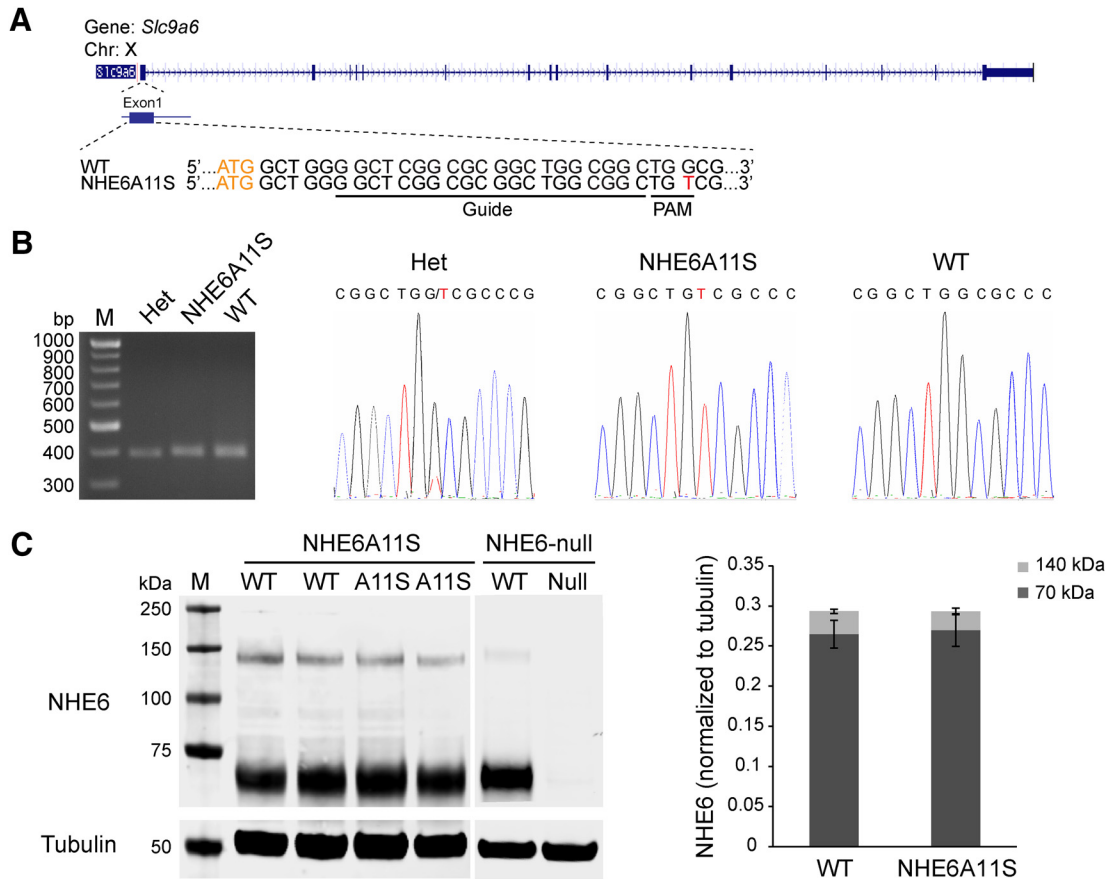 A
Gene: Slc9a6
Chr: X
Slc9a6
Exon1
WT 5’...ATG GCT GGG GCT CGG CGC GGC TGG CGG CTG GCG...3’
NHE6A11S 5’...ATG GCT GGG GCT CGG CGC GGC TGG CGG CTG TCG...3’
Guide PAM
B
bp M Het NHE6A11S WT
1000
900
800
700
600
500
400
300
Het NHE6A11S WT
CGGCTGG/TCGCCCG CGGCTGTCGCCC CGGCTGGCGCCC
C
NHE6A11S NHE6-null
kDa M WT WT A11S A11S WT Null
250
150
NHE6
100
75
Tubulin 50
NHE6 (normalized to tubulin)
0.35
0.3
0.25
0.2
0.15
0.1
0.05
0
WT NHE6A11S
140 kDa
70 kDa